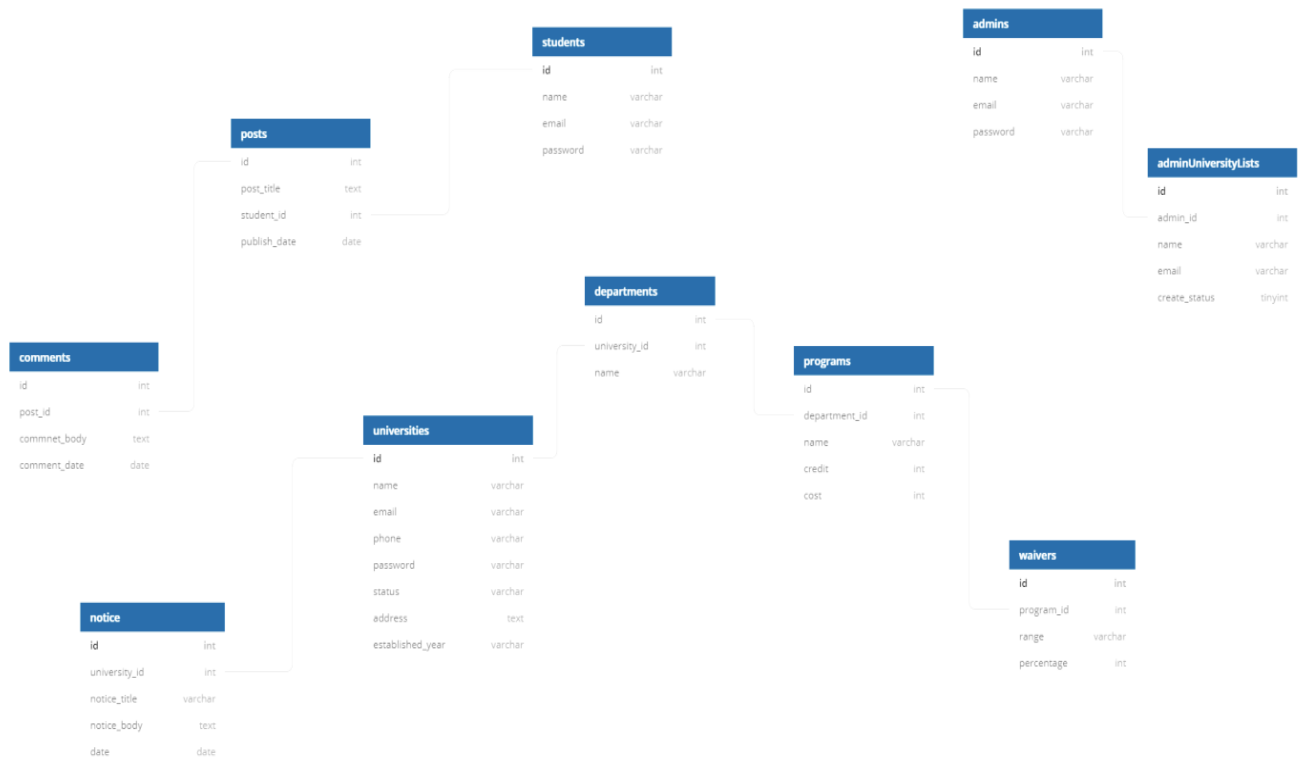 students
id int
name varchar
email varchar
password varchar
admins
id int
name varchar
email varchar
password varchar
posts
id int
post_title text
student_id int
publish_date date
adminUniversityLists
id int
admin_id int
name varchar
email varchar
create_status tinyint
departments
id int
university_id int
name varchar
comments
id int
post_id int
commnet_body text
comment_date date
programs
id int
department_id int
name varchar
credit int
cost int
universities
id int
name varchar
email varchar
phone varchar
password varchar
status varchar
address text
established_year varchar
waivers
id int
program_id int
range varchar
percentage int
notice
id int
university_id int
notice_title varchar
notice_body text
date date